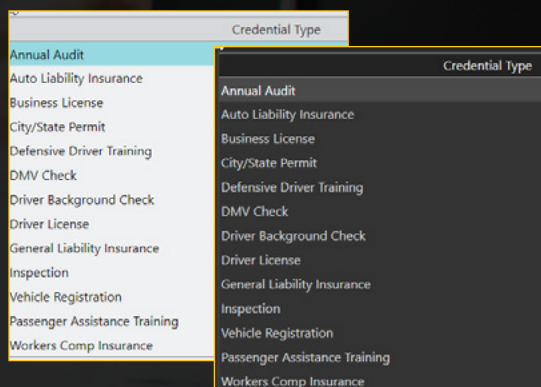 Credential Type
Annual Audit
Auto Liability Insurance
Business License
City/State Permit
Defensive Driver Training
DMV Check
Driver Background Check
Driver License
General Liability Insurance
Inspection
Vehicle Registration
Passenger Assistance Training
Workers Comp Insurance
Credential Type
Annual Audit
Auto Liability Insurance
Business License
City/State Permit
Defensive Driver Training
DMV Check
Driver Background Check
Driver License
General Liability Insurance
Inspection
Vehicle Registration
Passenger Assistance Training
Workers Comp Insurance